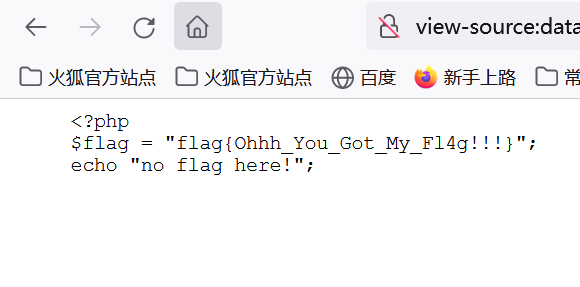 view-source:data
火狐官方站点 火狐官方站点 百度 新手上路 常
<?php
$flag = "flag{Ohhh_You_Got_My_Fl4g!!!}";
echo "no flag here!";